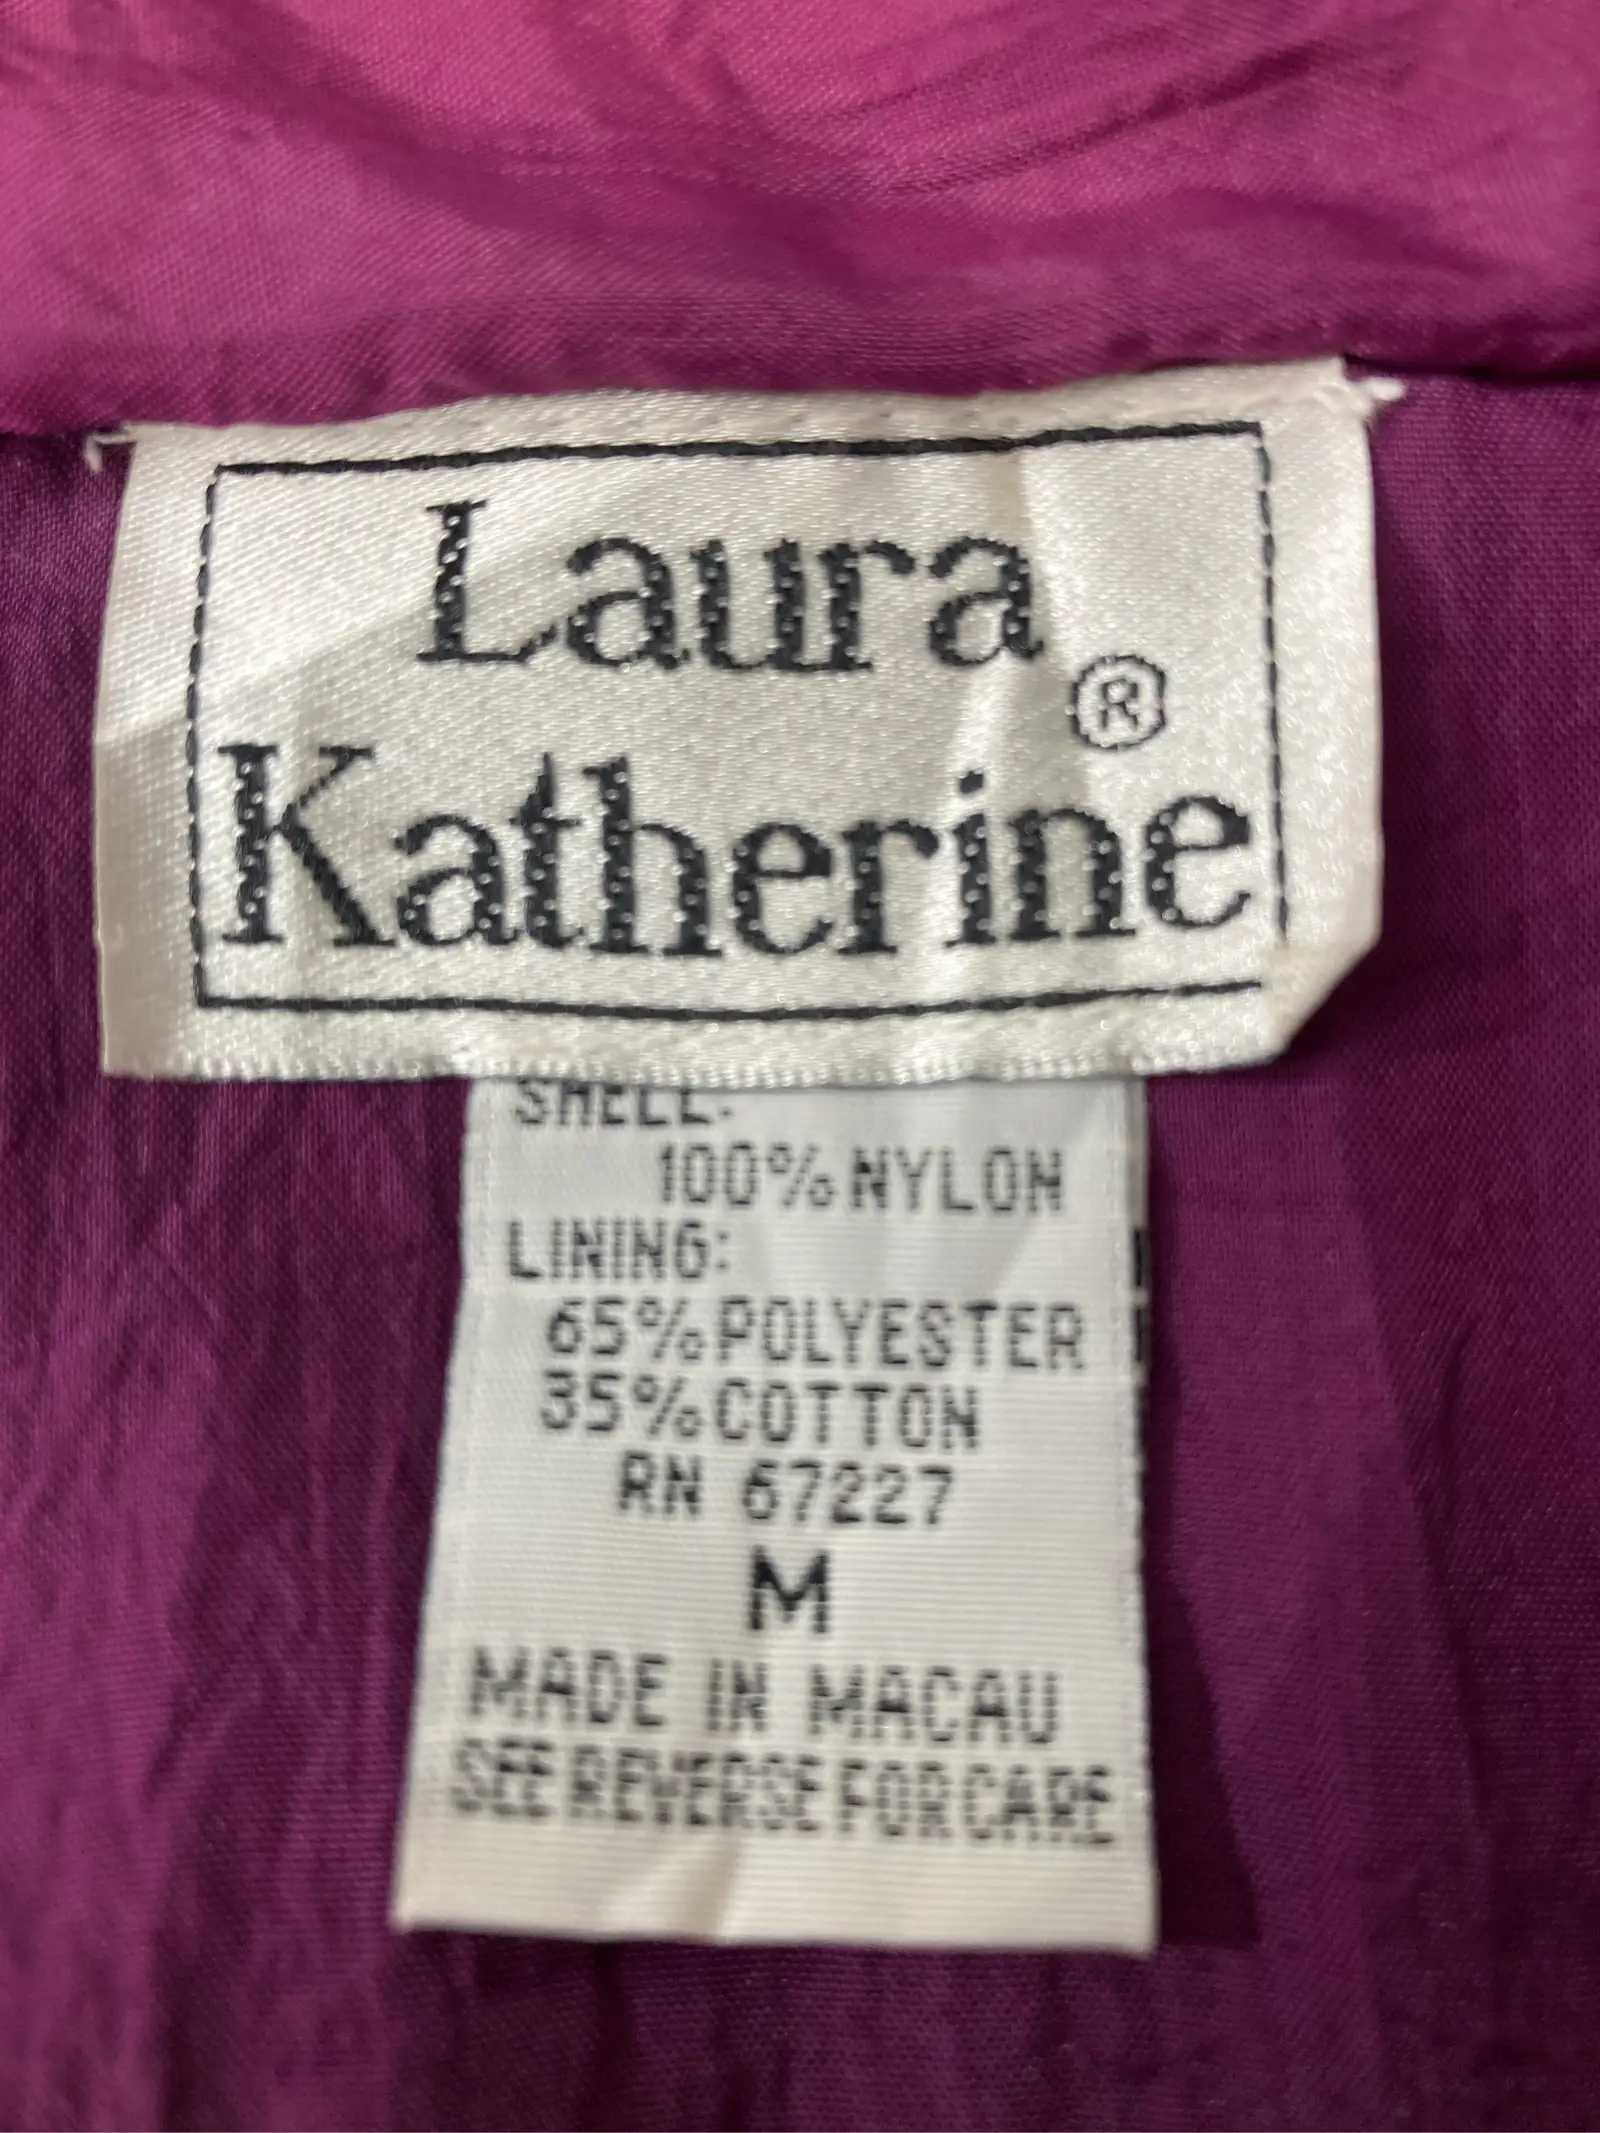 Laura
®
Katherine
SHELL:
100% NYLON
LINING:
65% POLYESTER
35% COTTON
RN 67227
M
MADE IN MACAU
SEE REVERSE FOR CARE